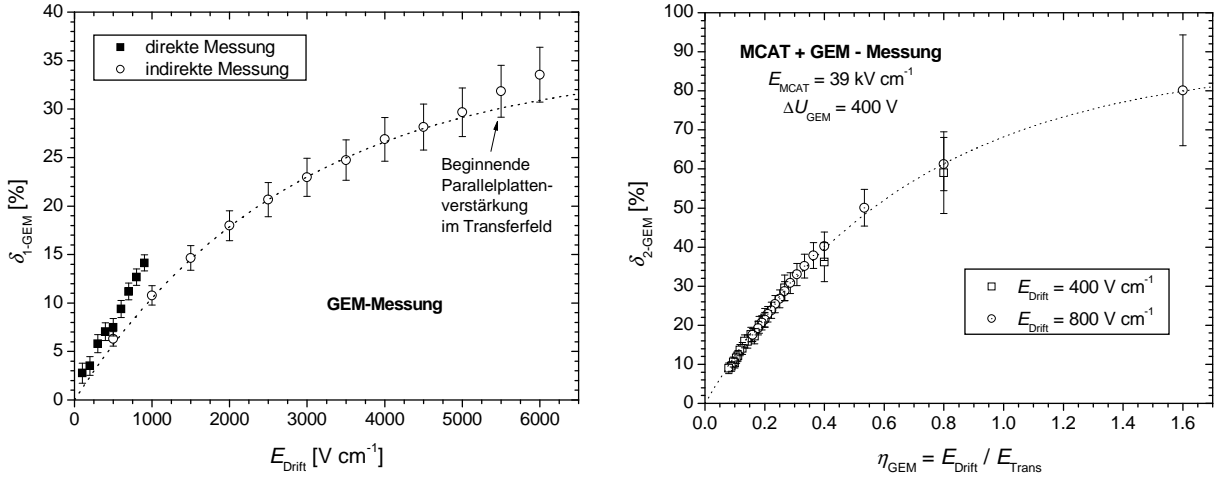 40
35
30
25
20
15
10
5
0
δ1-GEM [%]
direkte Messung
indirekte Messung
Beginnende
Parallelplatten-
verstärkung
im Transferfeld
GEM-Messung
0 1000 2000 3000 4000 5000 6000
EDrift [V cm-1]
100
90
80
70
60
50
40
30
20
10
0
δ2-GEM [%]
MCAT + GEM - Messung
EMCAT = 39 kV cm-1
ΔUGEM = 400 V
EDrift = 400 V cm-1
EDrift = 800 V cm-1
0.0 0.2 0.4 0.6 0.8 1.0 1.2 1.4 1.6
ηGEM = EDrift / ETrans